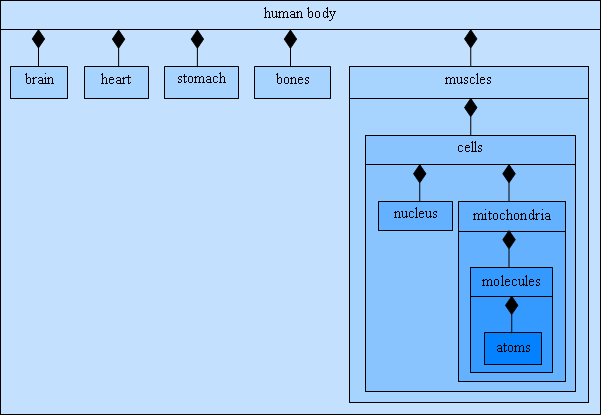 human body
brain
heart
stomach
bones
muscles
cells
nucleus
mitochondria
molecules
atoms